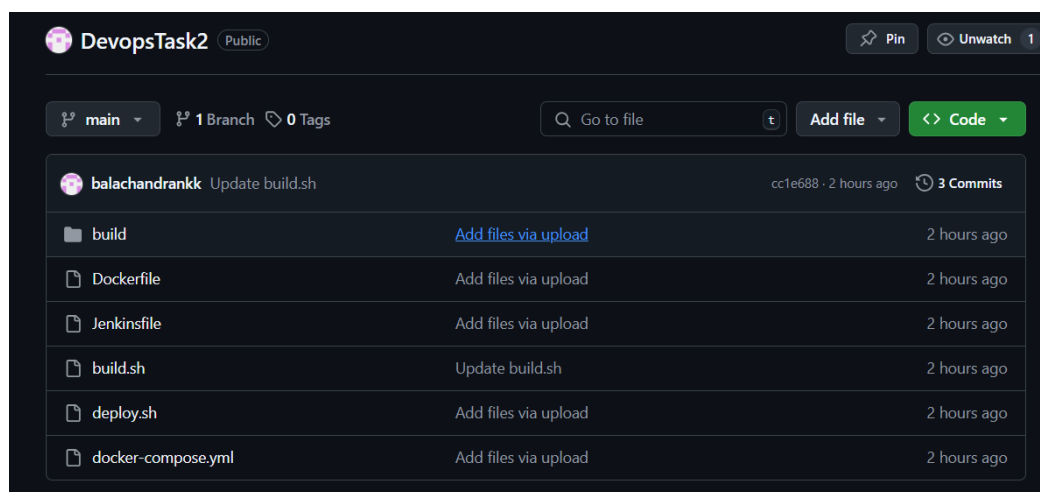 DevopsTask2 Public Pin Unwatch 1
main 1 Branch 0 Tags Go to file t Add file Code
balachandrankk Update build.sh cc1e688 · 2 hours ago 3 Commits
build Add files via upload 2 hours ago
Dockerfile Add files via upload 2 hours ago
Jenkinsfile Add files via upload 2 hours ago
build.sh Update build.sh 2 hours ago
deploy.sh Add files via upload 2 hours ago
docker-compose.yml Add files via upload 2 hours ago